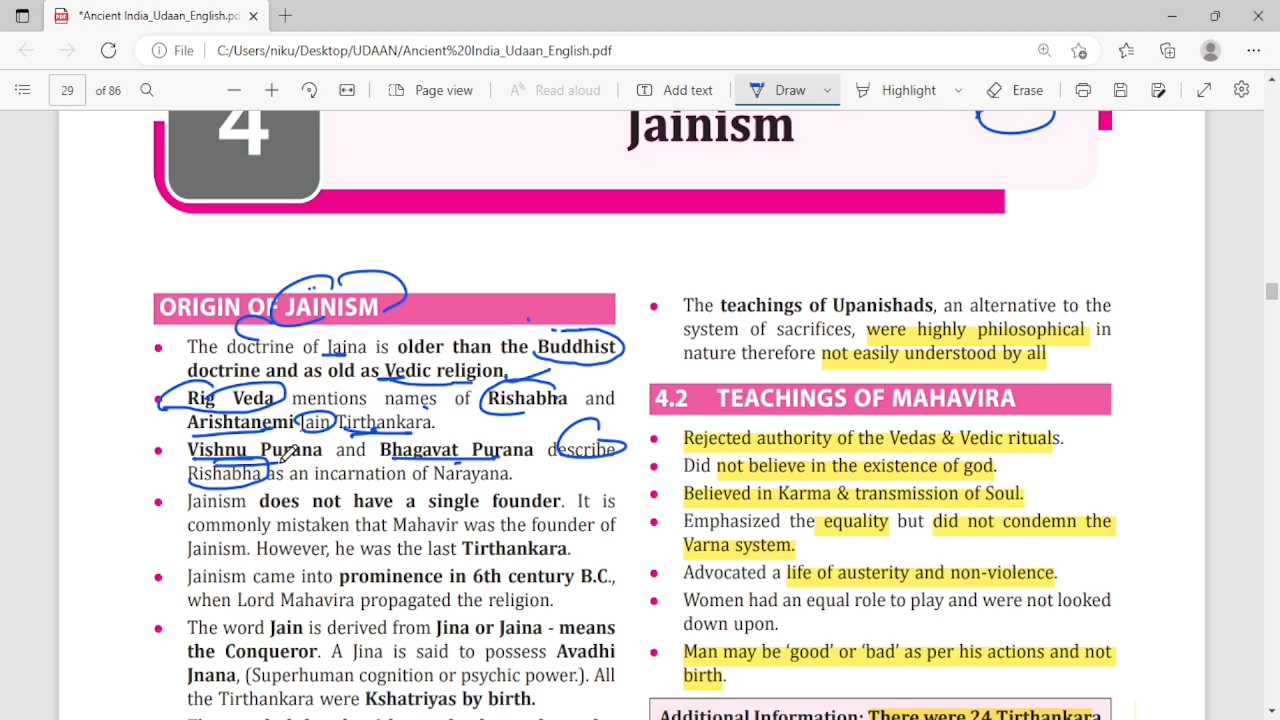 *Ancient India_Udaan_English.pd
File
C:/Users/niku/Desktop/UDAAN/Ancient%20India_Udaan_English.pdf
29 of 86
Page view
Read aloud
Add text
Draw
Highlight
Erase
4
Jainism
ORIGIN OF JAINISM
• The doctrine of Jaina is older than the Buddhist
doctrine and as old as Vedic religion.
• Rig Veda mentions names of Rishabha and
Arishtanemi Jain Tirthankara.
• Vishnu Purana and Bhagavat Purana describe
Rishabha as an incarnation of Narayana.
• Jainism does not have a single founder. It is
commonly mistaken that Mahavir was the founder of
Jainism. However, he was the last Tirthankara.
• Jainism came into prominence in 6th century B.C.,
when Lord Mahavira propagated the religion.
• The word Jain is derived from Jina or Jaina - means
the Conqueror. A Jina is said to possess Avadhi
Jnana, (Superhuman cognition or psychic power.). All
the Tirthankara were Kshatriyas by birth.
• The teachings of Upanishads, an alternative to the
system of sacrifices, were highly philosophical in
nature therefore not easily understood by all
4.2 TEACHINGS OF MAHAVIRA
• Rejected authority of the Vedas & Vedic rituals.
• Did not believe in the existence of god.
• Believed in Karma & transmission of Soul.
• Emphasized the equality but did not condemn the
Varna system.
• Advocated a life of austerity and non-violence.
• Women had an equal role to play and were not looked
down upon.
• Man may be ‘good’ or ‘bad’ as per his actions and not
birth.
Additional Information: There were 24 Tirthankara